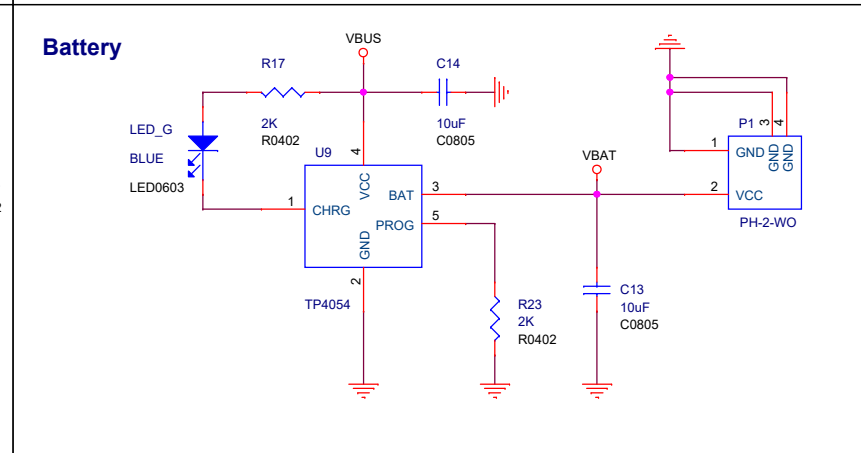 Battery
VBUS
R17
C14
2K
R0402
10uF
C0805
LED_G
BLUE
LED0603
U9
4
VCC
1
CHRG
BAT
3
PROG
5
GND
2
TP4054
R23
2K
R0402
VBAT
C13
10uF
C0805
P1
3
4
1
GND
GND
GND
2
VCC
PH-2-WO
2